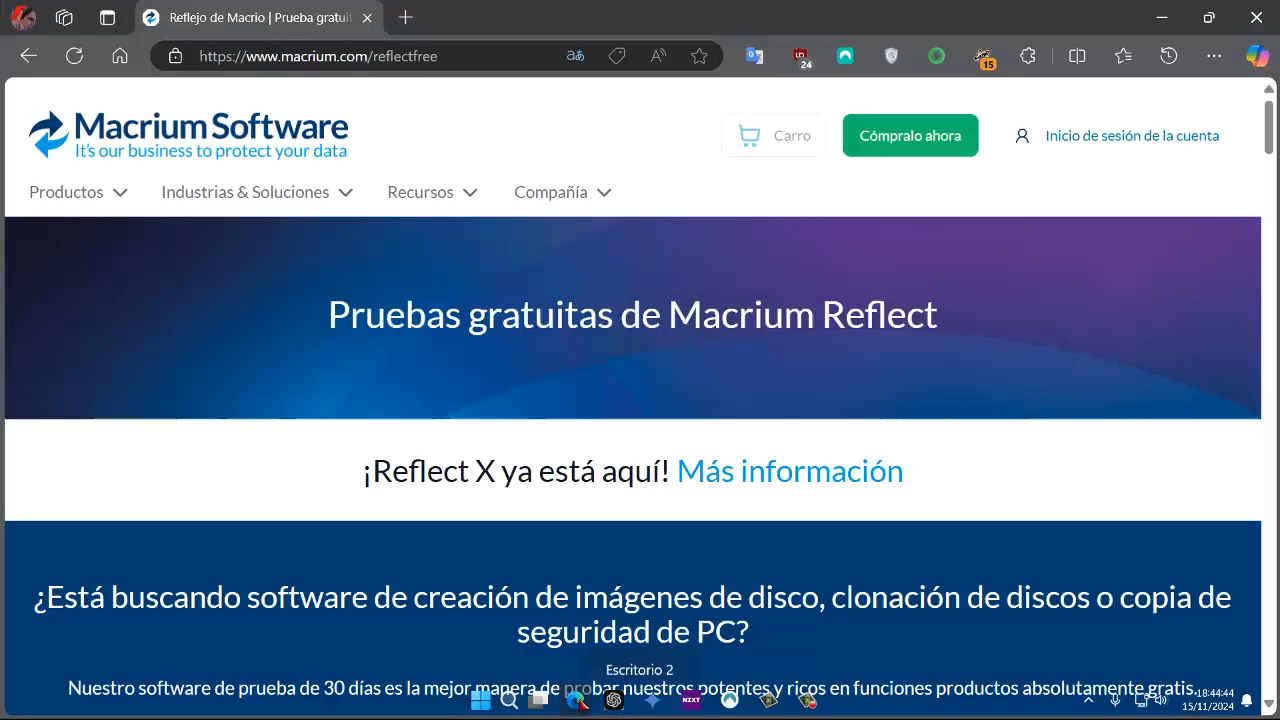 Reflejo de Macrio | Prueba gratuit
https://www.macrium.com/reflectfree
24
15
Macrium Software
It's our business to protect your data
Carro
Cómpralo ahora
Inicio de sesión de la cuenta
Productos
Industrias & Soluciones
Recursos
Compañía
Pruebas gratuitas de Macrium Reflect
¡Reflect X ya está aquí! Más información
¿Está buscando software de creación de imágenes de disco, clonación de discos o copia de
seguridad de PC?
Escritorio 2
Nuestro software de prueba de 30 días es la mejor manera de probar nuestros potentes y ricos en funciones productos absolutamente gratis.
NZXT
18:44:44
15/11/2024